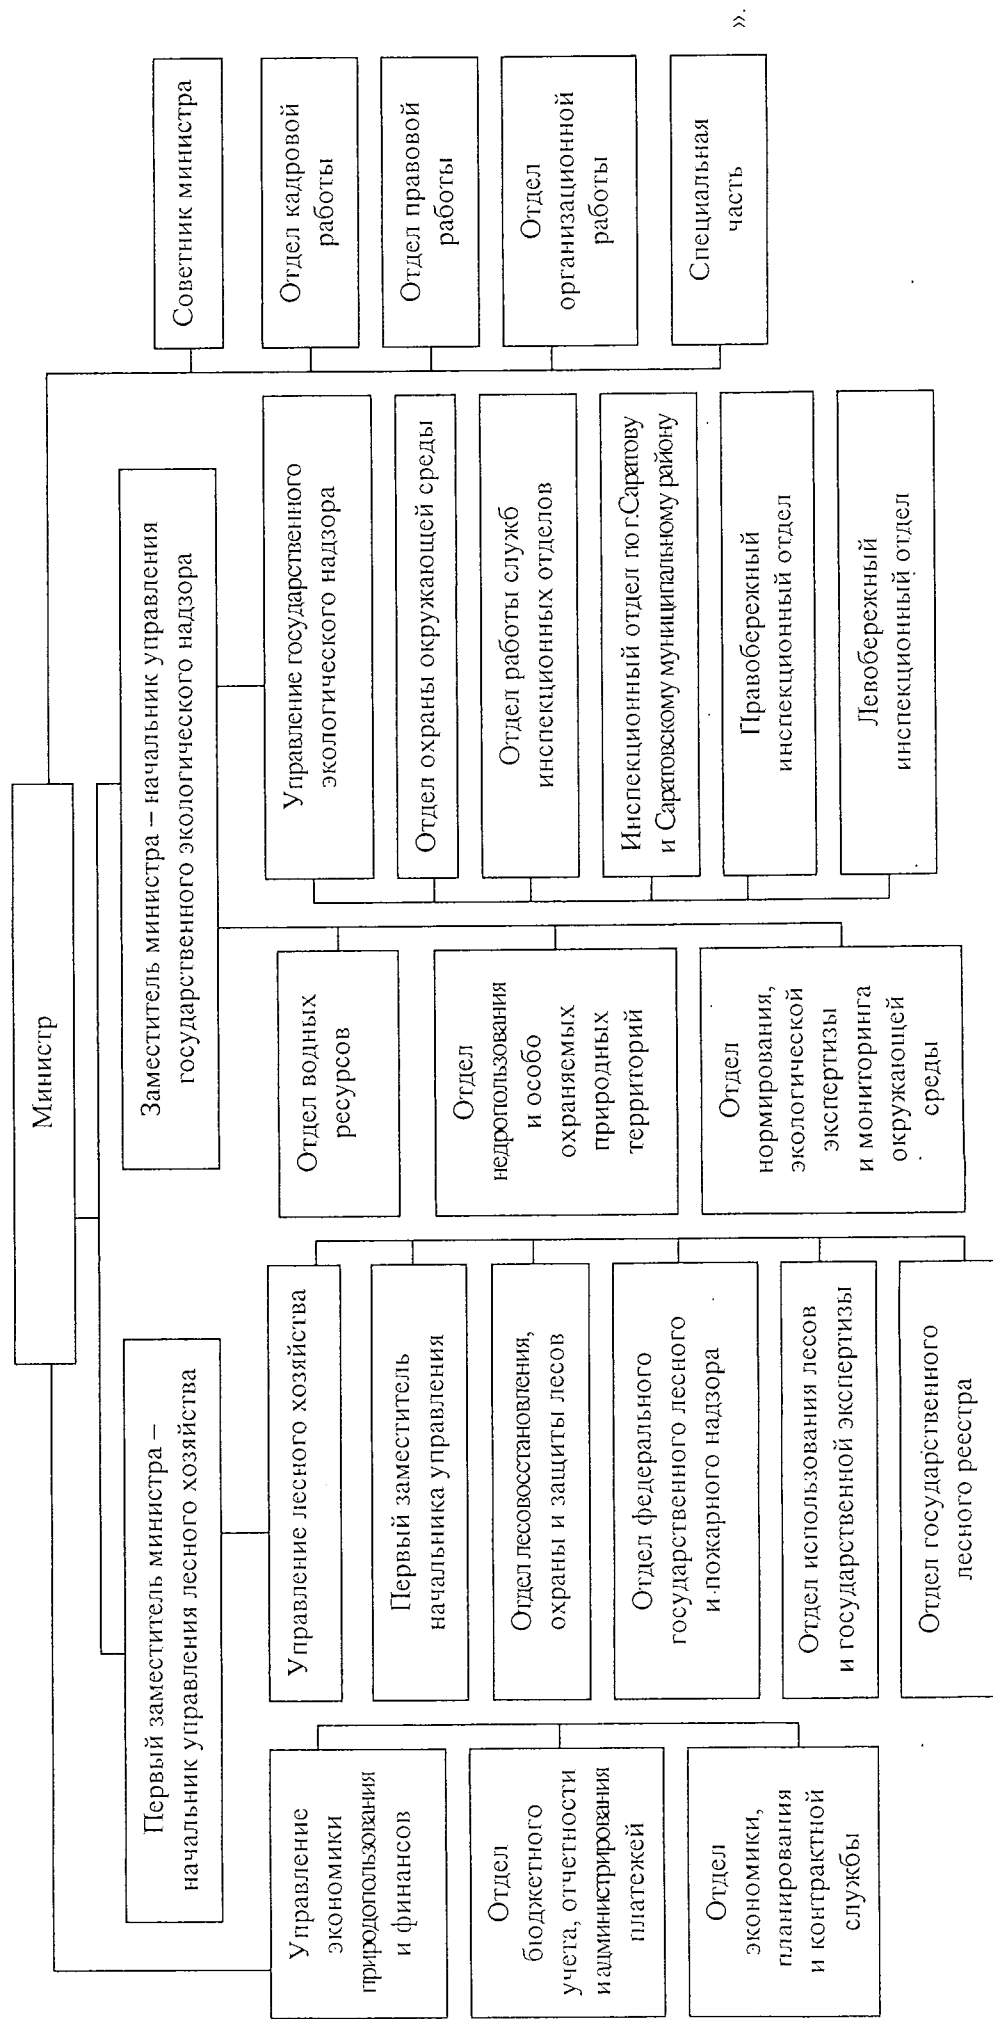 Министр
Первый заместитель министра –
начальник управления лесного хозяйства
Заместитель министра – начальник управления
государственного экологического надзора
Управление
экономики
природопользования
и финансов
Отдел
бюджетного
учета, отчетности
и администрирования
платежей
Отдел
экономики,
планирования
и контрактной
службы
Управление лесного хозяйства
Первый заместитель
начальника управления
Отдел лесовосстановления,
охраны и защиты лесов
Отдел федерального
государственного лесного
и пожарного надзора
Отдел использования лесов
и государственной экспертизы
Отдел государственного
лесного реестра
Отдел водных
ресурсов
Отдел
недропользования
и особо
охраняемых
природных
территорий
Отдел
нормирования,
экологической
экспертизы
и мониторинга
окружающей
среды
Управление государственного
экологического надзора
Отдел охраны окружающей среды
Отдел работы служб
инспекционных отделов
Инспекционный отдел по г.Саратову
и Саратовскому муниципальному району
Правобережный
инспекционный отдел
Левобережный
инспекционный отдел
Советник министра
Отдел кадровой
работы
Отдел правовой
работы
Отдел
организационной
работы
Специальная
часть
».